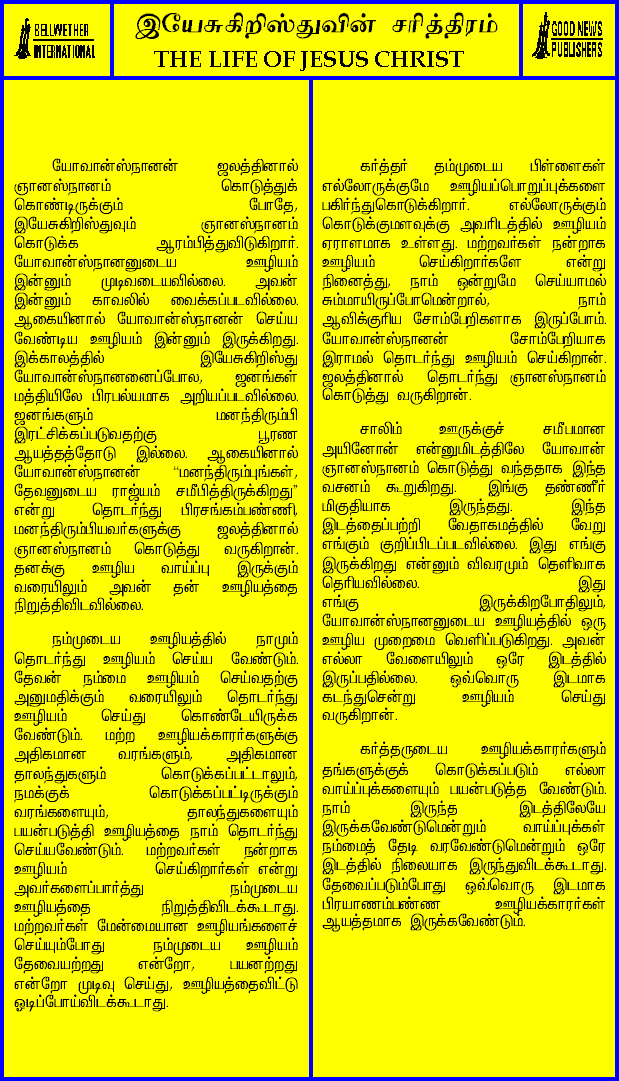 BELLWETHER
INTERNATIONAL
இயேசுகிறிஸ்துவின் சரித்திரம்
THE LIFE OF JESUS CHRIST
GOOD NEWS
PUBLISHERS
யோவான்ஸ்நானன் ஜலத்தினால்
ஞானஸ்நானம் கொடுத்துக்
கொண்டிருக்கும் போதே,
இயேசுகிறிஸ்துவும் ஞானஸ்நானம்
கொடுக்க ஆரம்பித்துவிடுகிறார்.
யோவான்ஸ்நானனுடைய ஊழியம்
இன்னும் முடிவடையவில்லை. அவன்
இன்னும் காவலில் வைக்கப்படவில்லை.
ஆகையினால் யோவான்ஸ்நானன் செய்ய
வேண்டிய ஊழியம் இன்னும் இருக்கிறது.
இக்காலத்தில் இயேசுகிறிஸ்து
யோவான்ஸ்நானனைப்போல, ஜனங்கள்
மத்தியிலே பிரபல்யமாக அறியப்படவில்லை.
ஜனங்களும் மனந்திரும்பி
இரட்சிக்கப்படுவதற்கு பூரண
ஆயத்தத்தோடு இல்லை. ஆகையினால்
யோவான்ஸ்நானன் “மனந்திரும்புங்கள்,
தேவனுடைய ராஜ்யம் சமீபித்திருக்கிறது”
என்று தொடர்ந்து பிரசங்கம்பண்ணி,
மனந்திரும்பியவர்களுக்கு ஜலத்தினால்
ஞானஸ்நானம் கொடுத்து வருகிறான்.
தனக்கு ஊழிய வாய்ப்பு இருக்கும்
வரையிலும் அவன் தன் ஊழியத்தை
நிறுத்திவிடவில்லை.
நம்முடைய ஊழியத்தில் நாமும்
தொடர்ந்து ஊழியம் செய்ய வேண்டும்.
தேவன் நம்மை ஊழியம் செய்வதற்கு
அனுமதிக்கும் வரையிலும் தொடர்ந்து
ஊழியம் செய்து கொண்டேயிருக்க
வேண்டும். மற்ற ஊழியக்காரர்களுக்கு
அதிகமான வரங்களும், அதிகமான
தாலந்துகளும் கொடுக்கப்பட்டாலும்,
நமக்குக் கொடுக்கப்பட்டிருக்கும்
வரங்களையும், தாலந்துகளையும்
பயன்படுத்தி ஊழியத்தை நாம் தொடர்ந்து
செய்யவேண்டும். மற்றவர்கள் நன்றாக
ஊழியம் செய்கிறார்கள் என்று
அவர்களைப்பார்த்து நம்முடைய
ஊழியத்தை நிறுத்திவிடக்கூடாது.
மற்றவர்கள் மேன்மையான ஊழியங்களைச்
செய்யும்போது நம்முடைய ஊழியம்
தேவையற்றது என்றோ, பயனற்றது
என்றோ முடிவு செய்து, ஊழியத்தைவிட்டு
ஓடிப்போய்விடக்கூடாது.
கர்த்தர் தம்முடைய பிள்ளைகள்
எல்லோருக்குமே ஊழியப்பொறுப்புக்களை
பகிர்ந்துகொடுக்கிறார். எல்லோருக்கும்
கொடுக்குமளவுக்கு அவரிடத்தில் ஊழியம்
ஏராளமாக உள்ளது. மற்றவர்கள் நன்றாக
ஊழியம் செய்கிறார்களே என்று
நினைத்து, நாம் ஒன்றுமே செய்யாமல்
சும்மாயிருப்போமென்றால், நாம்
ஆவிக்குரிய சோம்பேறிகளாக இருப்போம்.
யோவான்ஸ்நானன் சோம்பேறியாக
இராமல் தொடர்ந்து ஊழியம் செய்கிறான்.
ஜலத்தினால் தொடர்ந்து ஞானஸ்நானம்
கொடுத்து வருகிறான்.
சாலிம் ஊருக்குச் சமீபமான
அயினோன் என்னுமிடத்திலே யோவான்
ஞானஸ்நானம் கொடுத்து வந்ததாக இந்த
வசனம் கூறுகிறது. இங்கு தண்ணீர்
மிகுதியாக இருந்தது. இந்த
இடத்தைப்பற்றி வேதாகமத்தில் வேறு
எங்கும் குறிப்பிடப்படவில்லை. இது எங்கு
இருக்கிறது என்னும் விவரமும் தெளிவாக
தெரியவில்லை. இது
எங்கு இருக்கிறபோதிலும்,
யோவான்ஸ்நானனுடைய ஊழியத்தில் ஒரு
ஊழிய முறைமை வெளிப்படுகிறது. அவன்
எல்லா வேளையிலும் ஒரே இடத்தில்
இருப்பதில்லை. ஒவ்வொரு இடமாக
கடந்துசென்று ஊழியம் செய்து
வருகிறான்.
கர்த்தருடைய ஊழியக்காரர்களும்
தங்களுக்குக் கொடுக்கப்படும் எல்லா
வாய்ப்புக்களையும் பயன்படுத்த வேண்டும்.
நாம் இருந்த இடத்திலேயே
இருக்கவேண்டுமென்றும் வாய்ப்புக்கள்
நம்மைத் தேடி வரவேண்டுமென்றும் ஒரே
இடத்தில் நிலையாக இருந்துவிடக்கூடாது.
தேவைப்படும்போது ஒவ்வொரு இடமாக
பிரயாணம்பண்ண ஊழியக்காரர்கள்
ஆயத்தமாக இருக்கவேண்டும்.